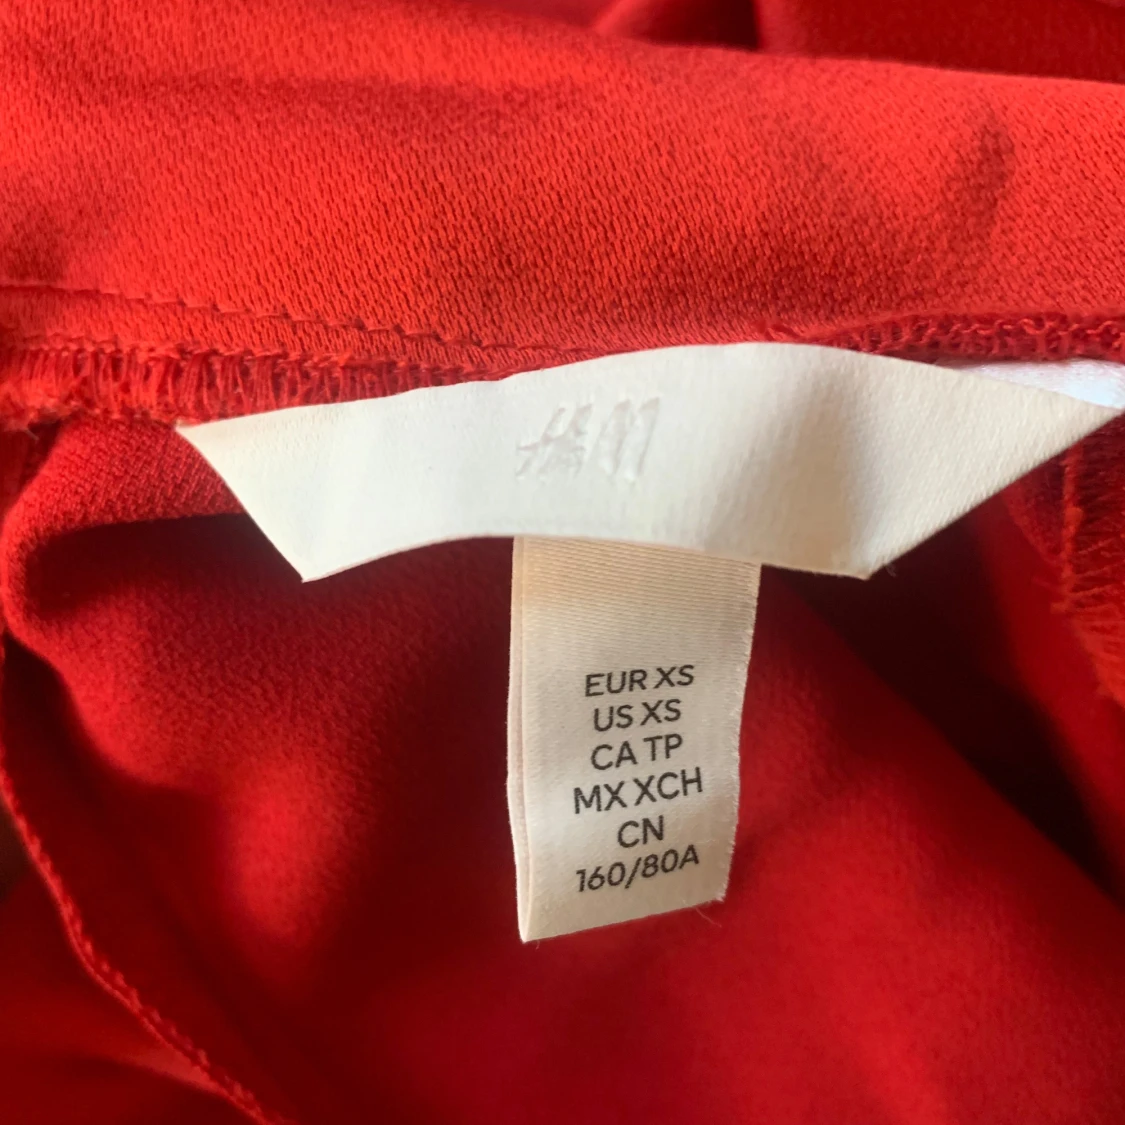 H&M
EUR XS
US XS
CA TP
MX XCH
CN
160/80A